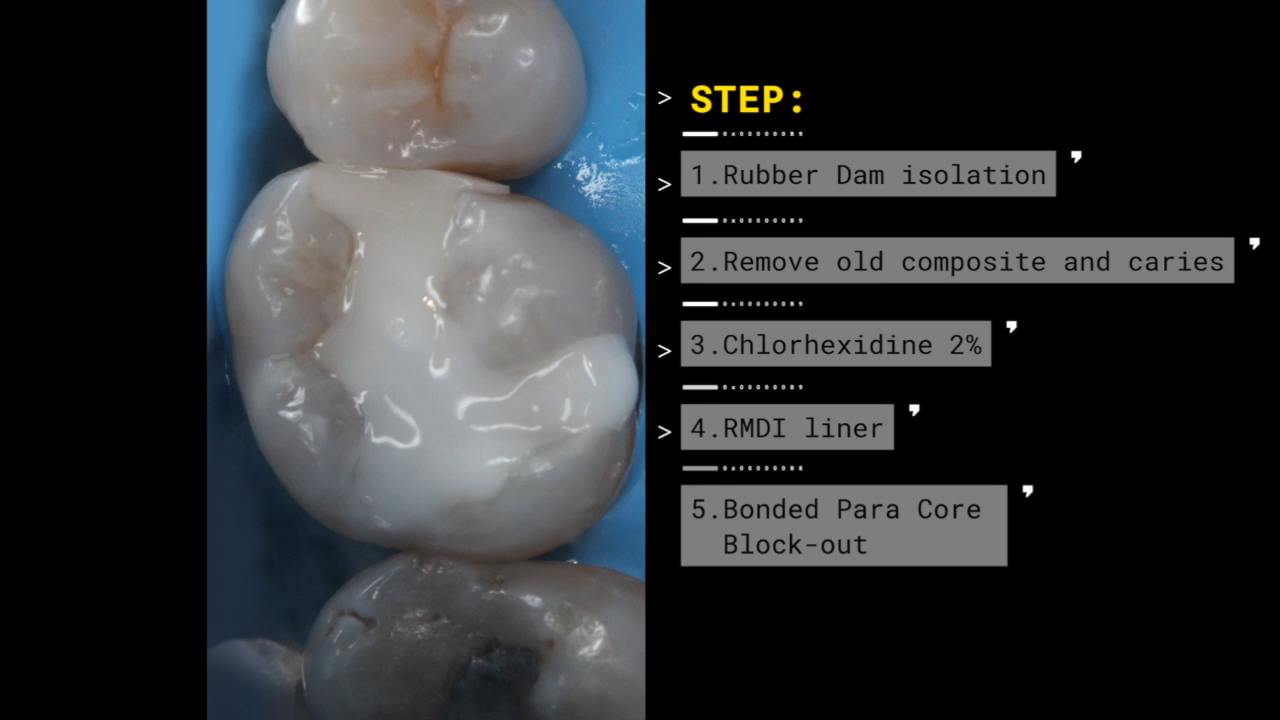 > STEP:
> 1.Rubber Dam isolation
> 2.Remove old composite and caries
> 3.Chlorhexidine 2%
> 4.RMDI liner
5.Bonded Para Core
Block-out